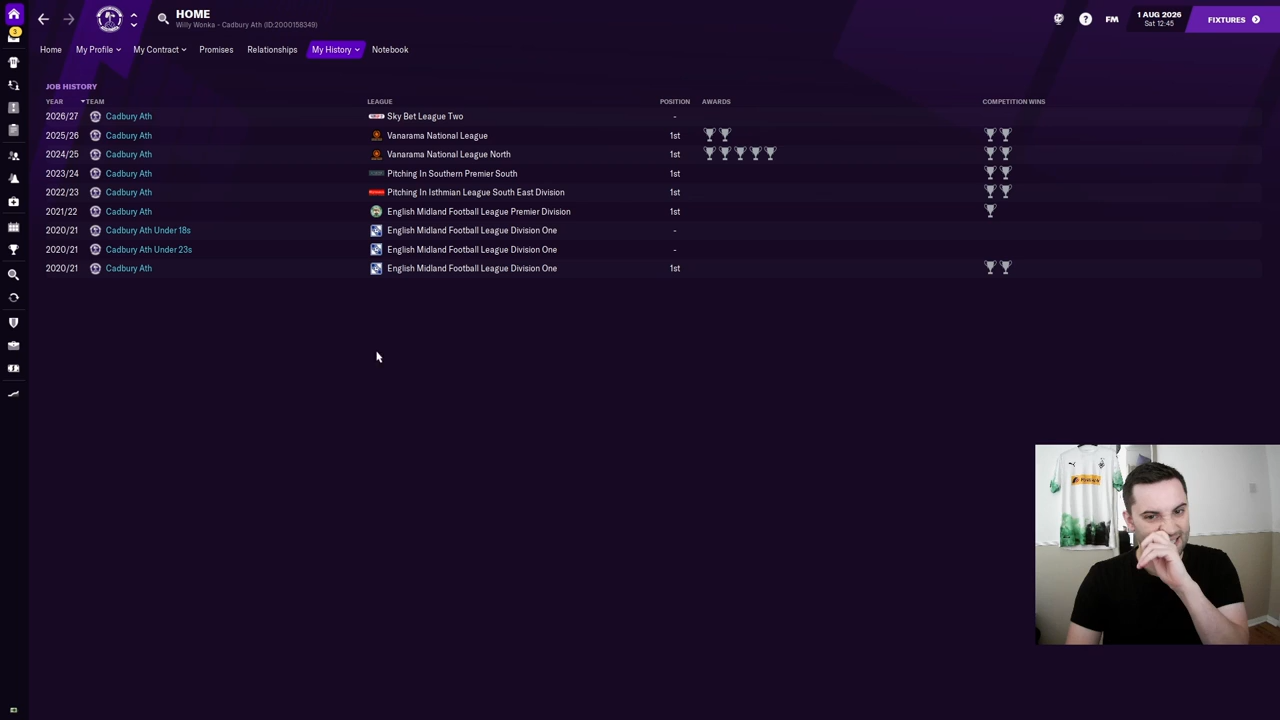 HOME
Willy Wonka - Cadbury Ath (ID:2000158349)
3
FM
1 AUG 2026
Sat 12:45
FIXTURES
Home My Profile My Contract Promises Relationships My History Notebook
JOB HISTORY
YEAR TEAM LEAGUE POSITION AWARDS COMPETITION WINS
2026/27 Cadbury Ath Sky Bet League Two -
2025/26 Cadbury Ath Vanarama National League 1st
2024/25 Cadbury Ath Vanarama National League North 1st
2023/24 Cadbury Ath Pitching In Southern Premier South 1st
2022/23 Cadbury Ath Pitching In Isthmian League South East Division 1st
2021/22 Cadbury Ath English Midland Football League Premier Division 1st
2020/21 Cadbury Ath Under 18s English Midland Football League Division One -
2020/21 Cadbury Ath Under 23s English Midland Football League Division One -
2020/21 Cadbury Ath English Midland Football League Division One 1st